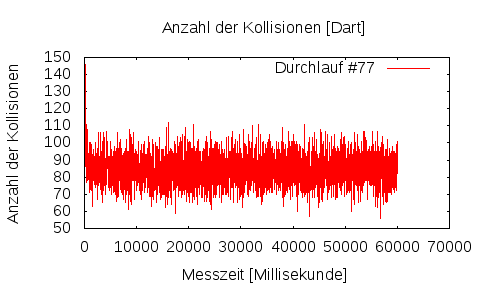 Anzahl der Kollisionen [Dart]
Durchlauf #77
Anzahl der Kollisionen
150
140
130
120
110
100
90
80
70
60
50
0 10000 20000 30000 40000 50000 60000 70000
Messzeit [Millisekunde]